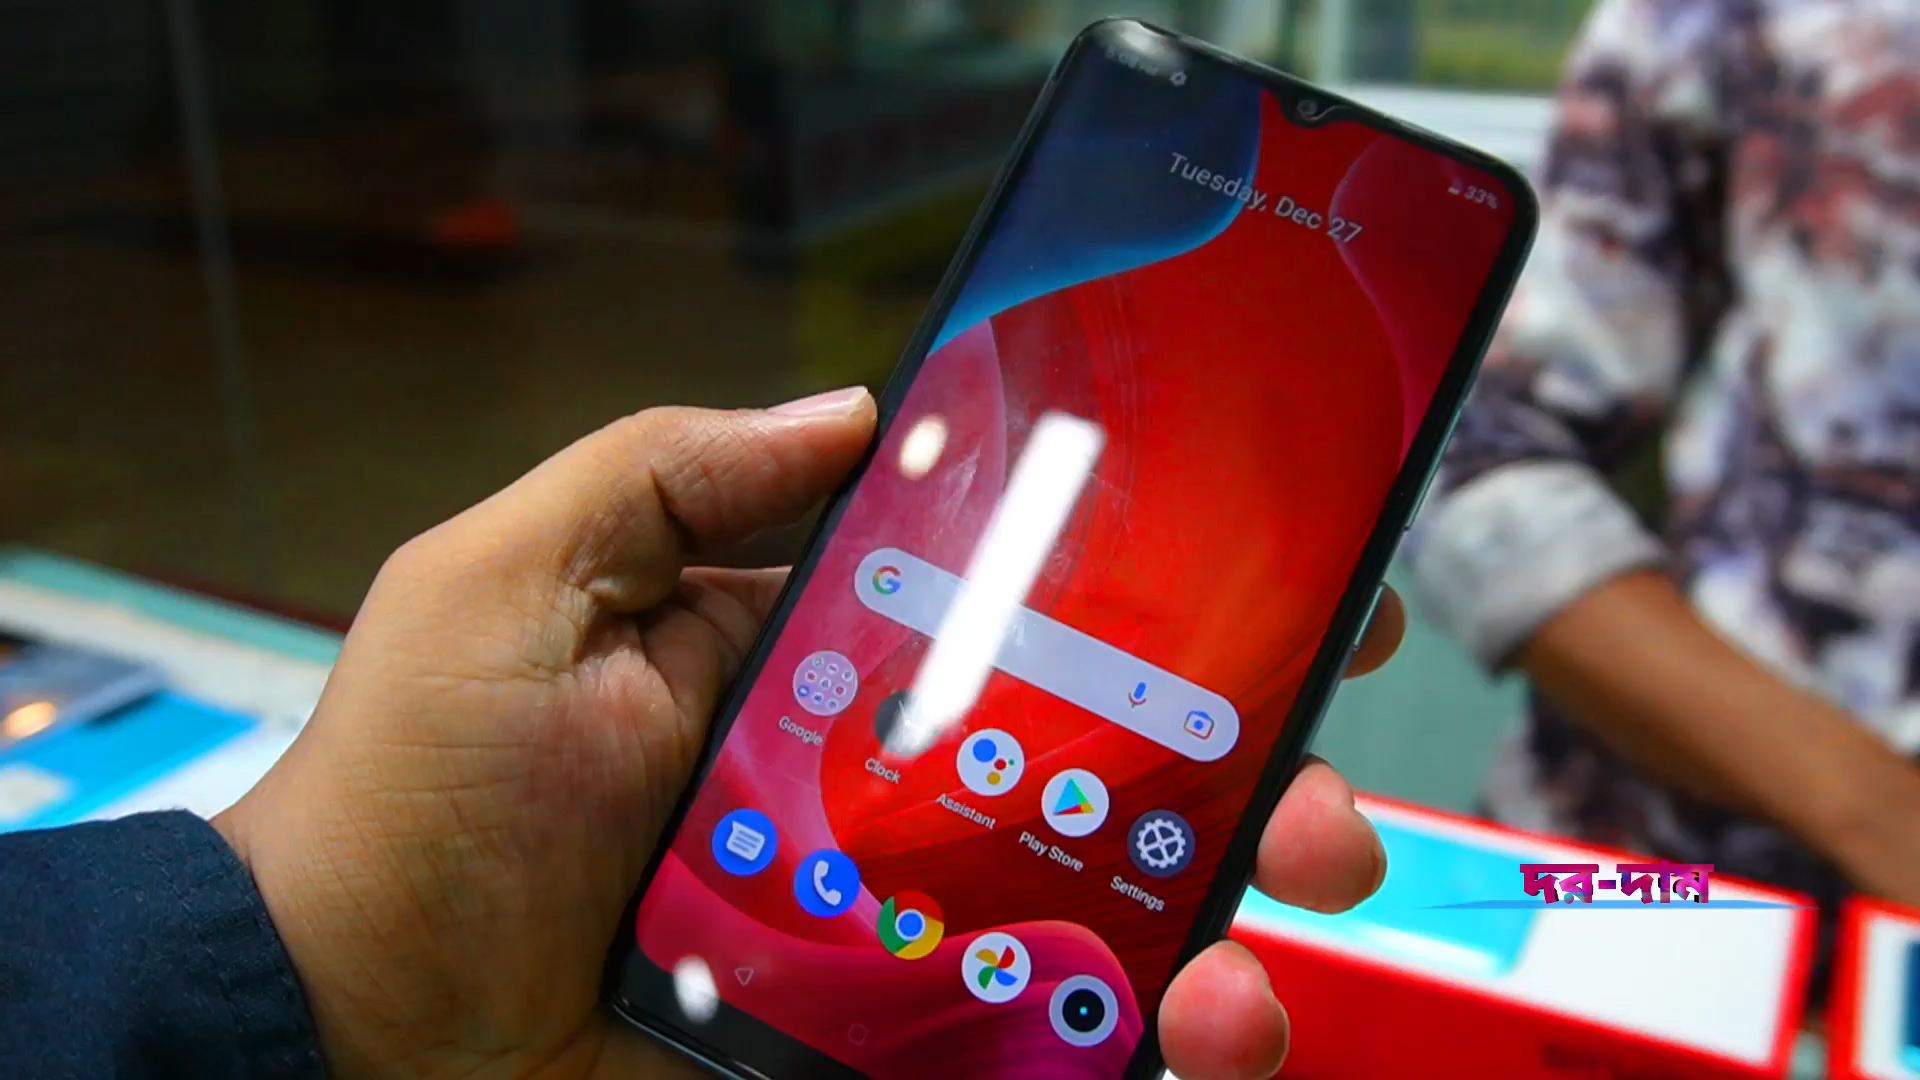 33%
Tuesday, Dec 27
Google
Clock
Assistant
Play Store
Settings
দর-দাম